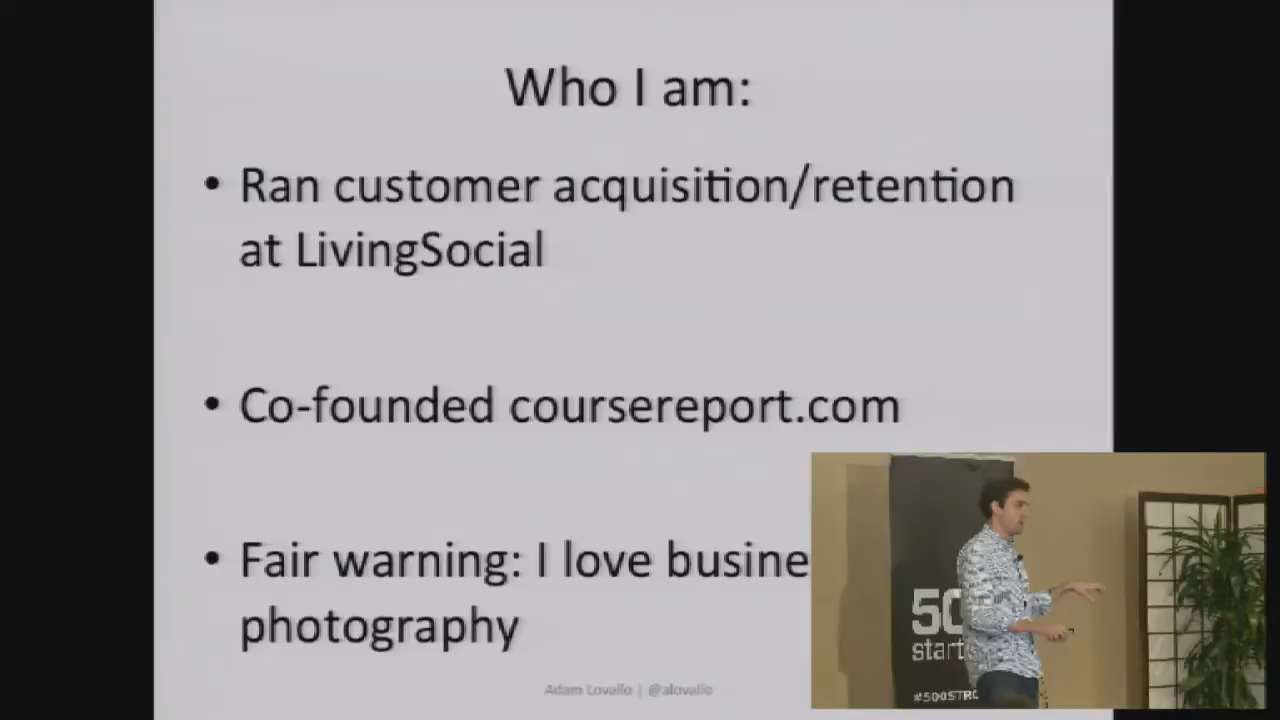 Who I am:
• Ran customer acquisition/retention
at LivingSocial
• Co-founded coursereport.com
• Fair warning: I love
photography
Adam Lovallo | @alovallo